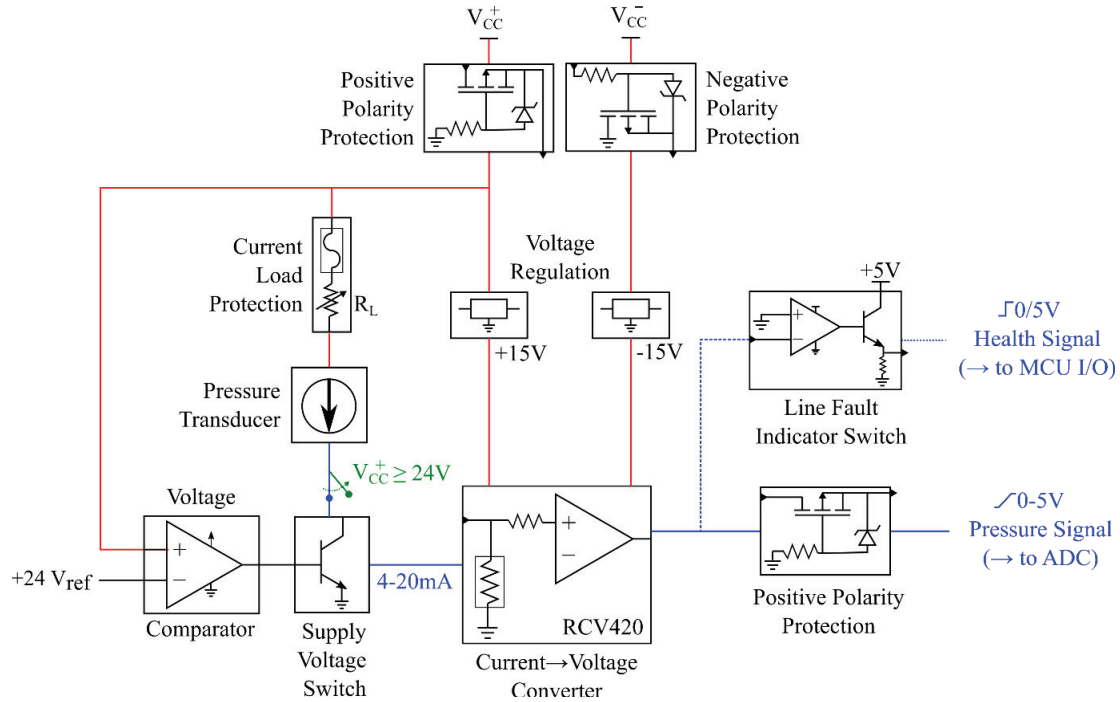 V⁺CC
V⁻CC
Positive
Polarity
Protection
Negative
Polarity
Protection
Current
Load
Protection
RL
Voltage
Regulation
+15V
-15V
+5V
+
−
⎍0/5V
Health Signal
(→ to MCU I/O)
Line Fault
Indicator Switch
Pressure
Transducer
V⁺CC ≥ 24V
Voltage
+
−
+24 Vref
Comparator
Supply
Voltage
Switch
4-20mA
+
−
RCV420
Current→Voltage
Converter
0-5V
Pressure Signal
(→ to ADC)
Positive Polarity
Protection